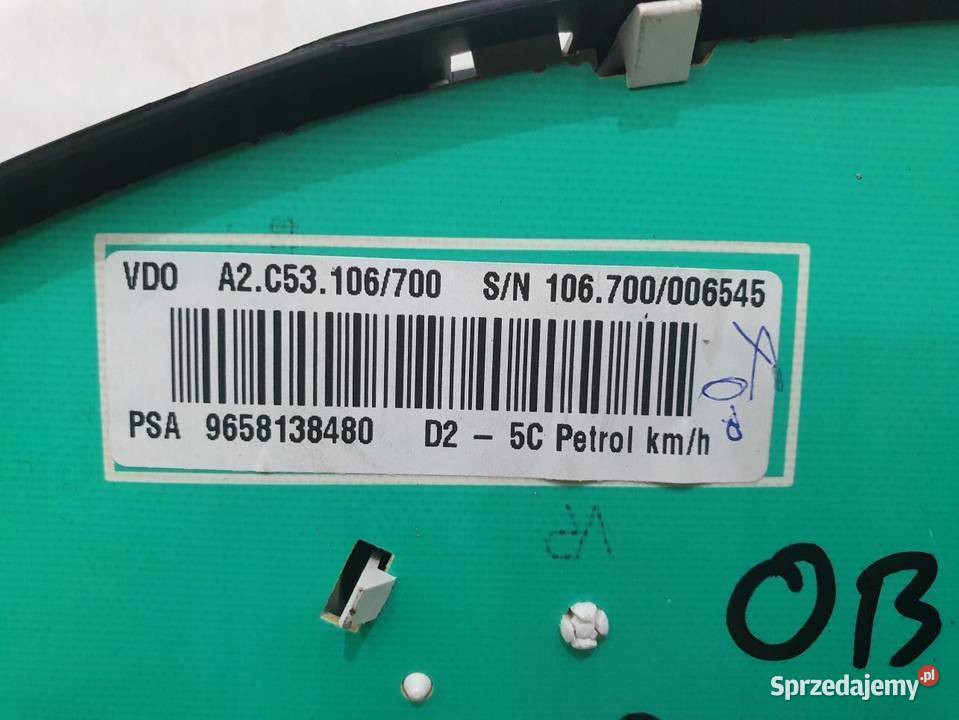 VDO A2.C53.106/700 S/N 106.700/006545
PSA 9658138480 D2 - 5C Petrol km/h
OB
Sprzedajemy.pl